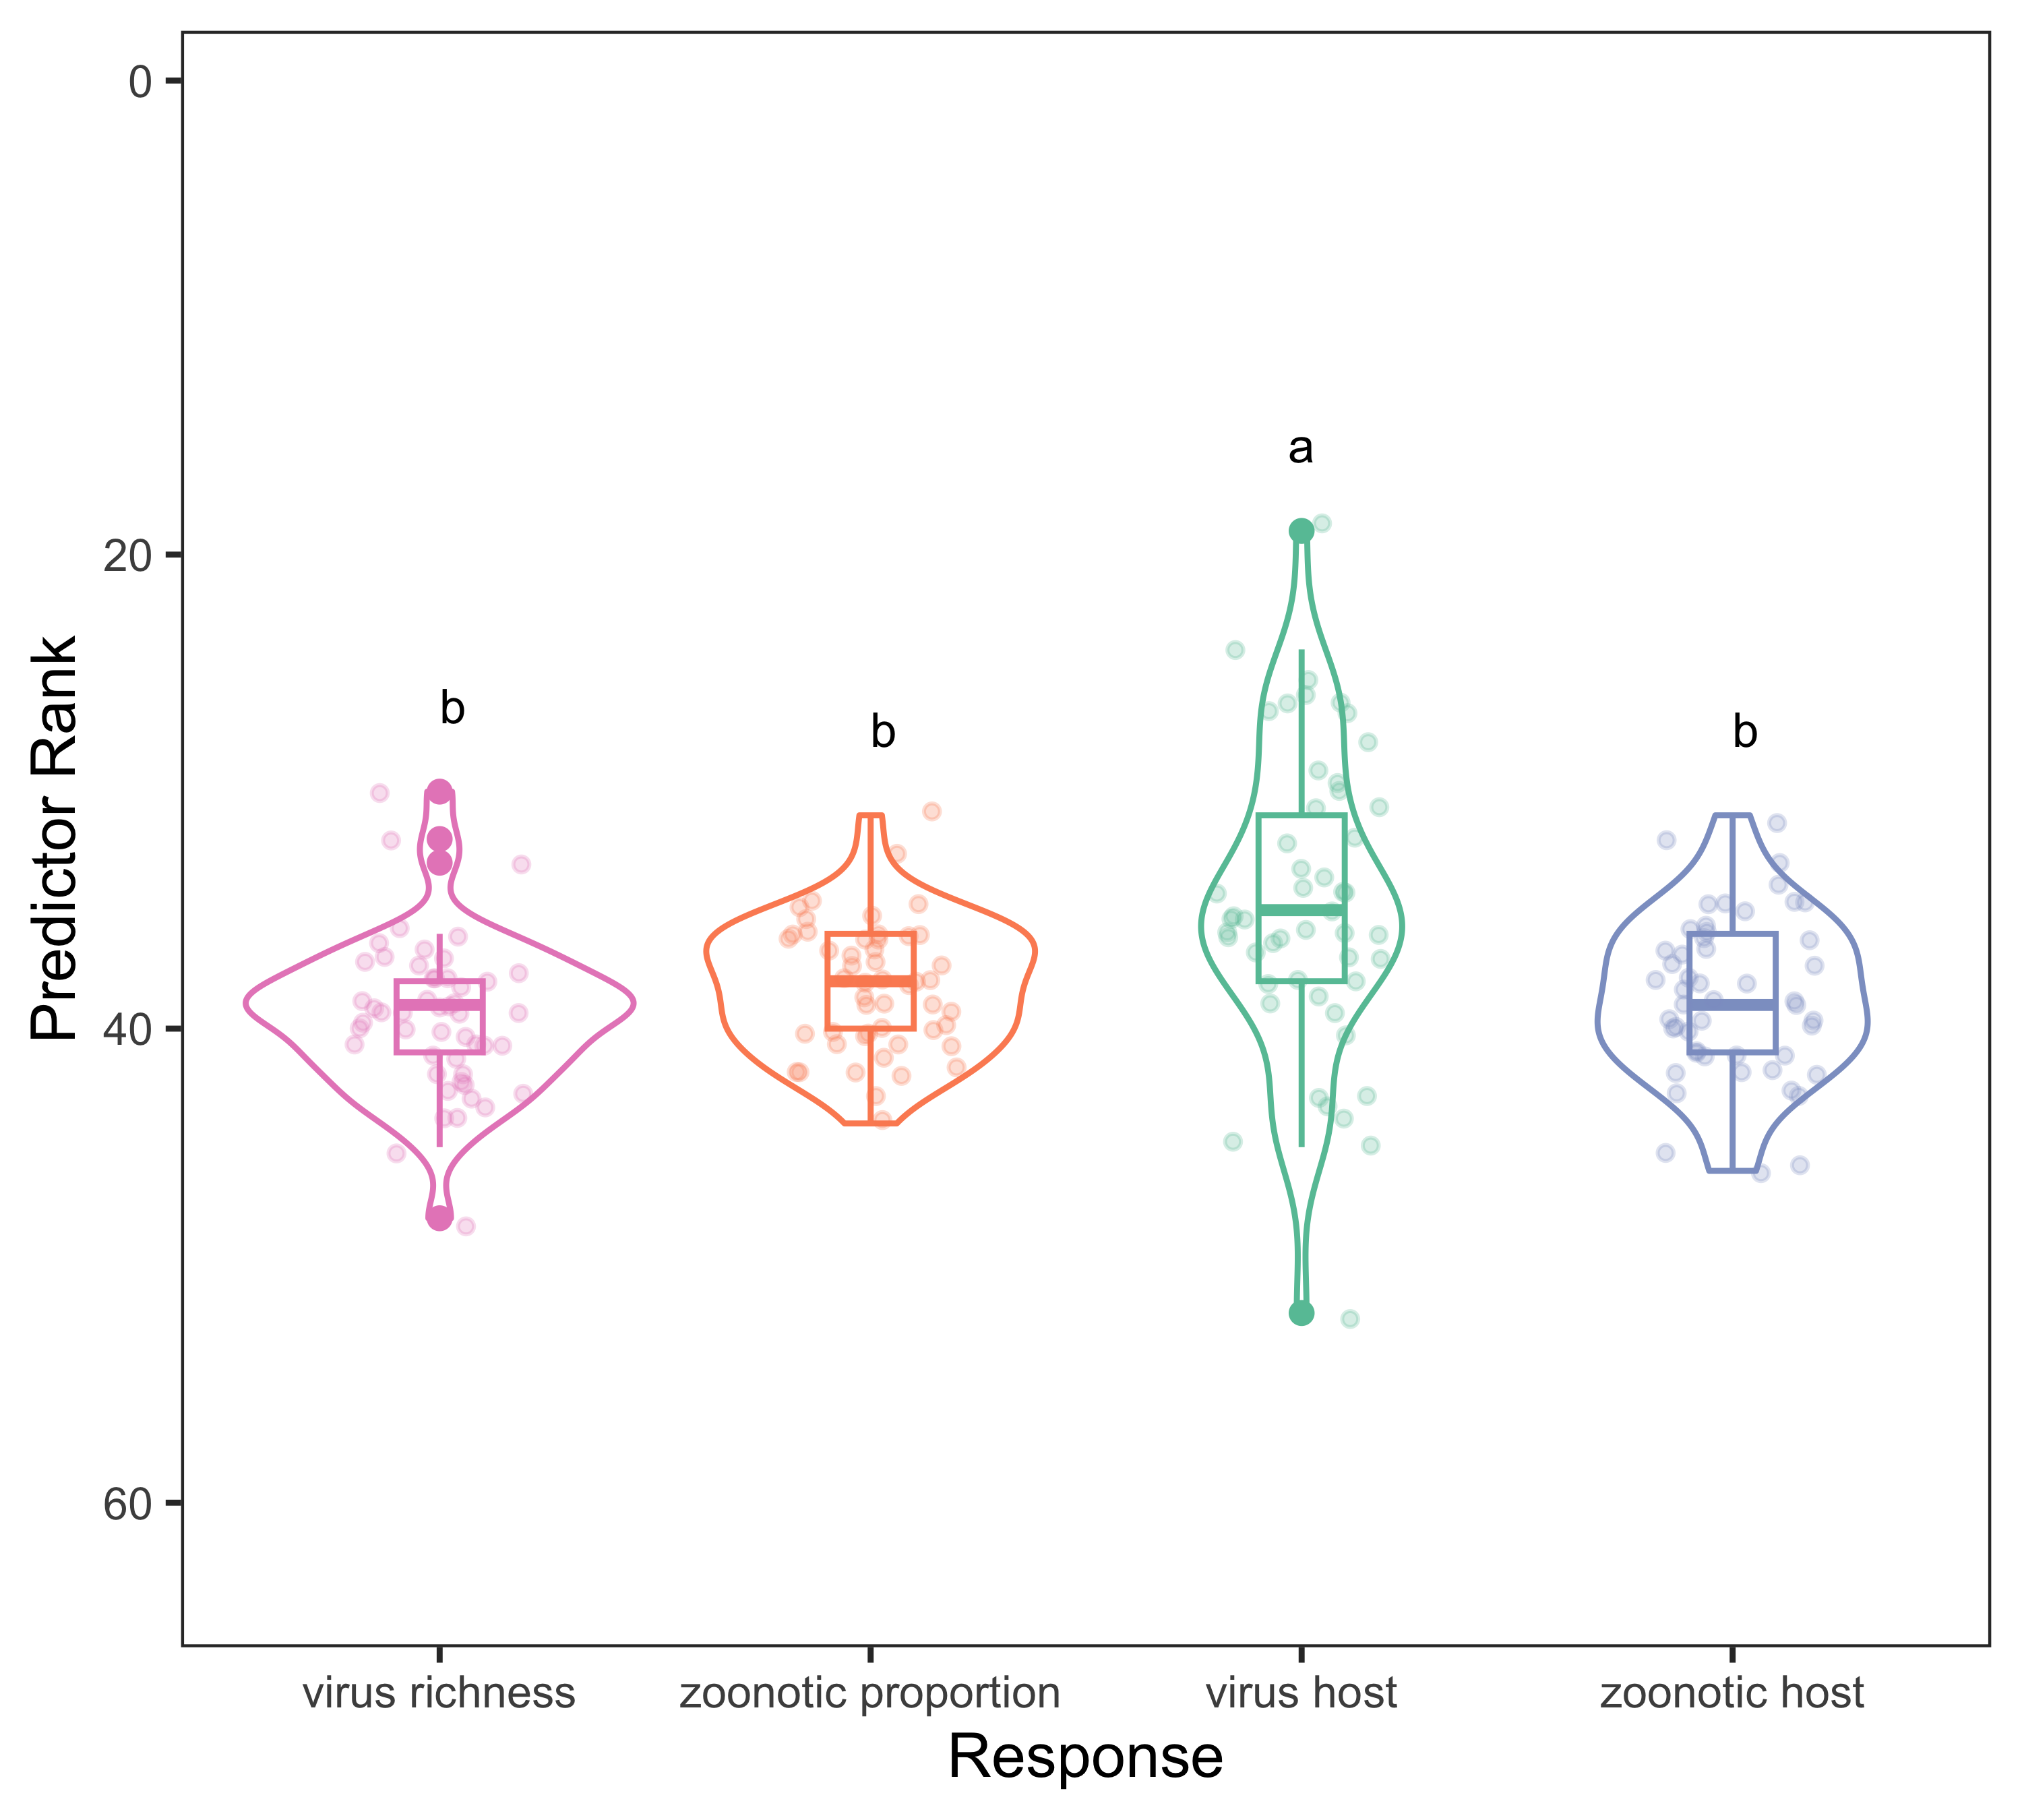 Predictor Rank
0
20
40
60
b
b
a
b
virus richness
zoonotic proportion
virus host
zoonotic host
Response